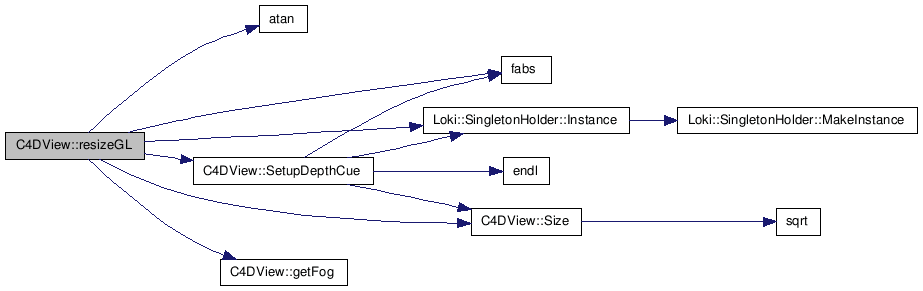 atan
fabs
Loki::SingletonHolder::Instance
Loki::SingletonHolder::MakeInstance
C4DView::resizeGL
C4DView::SetupDepthCue
endl
C4DView::Size
sqrt
C4DView::getFog